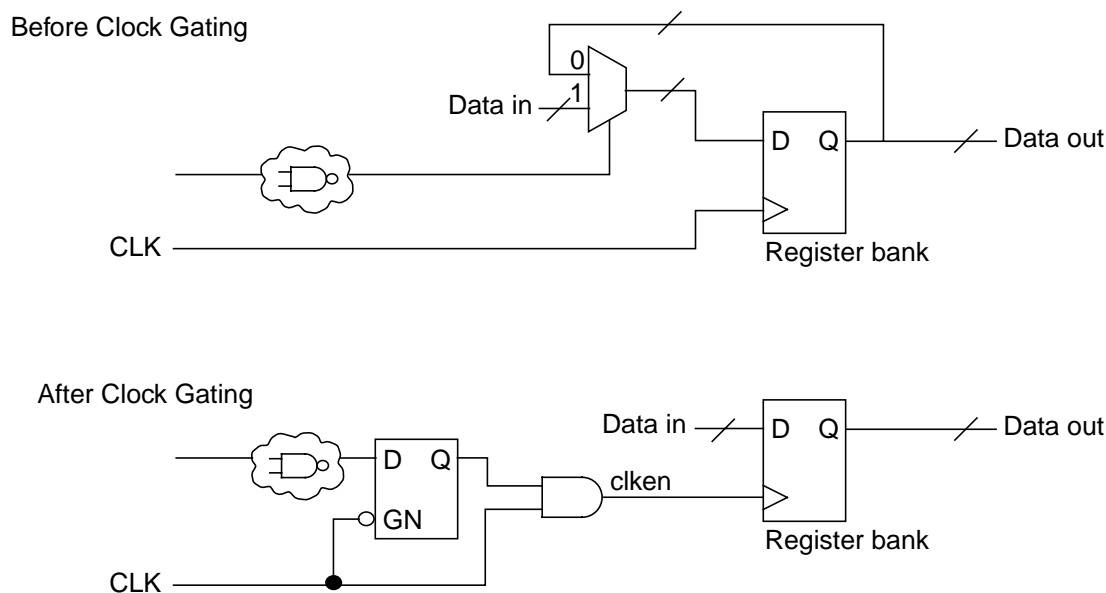 Before Clock Gating
0
1
Data in
D Q
Data out
CLK
Register bank
After Clock Gating
Data in
D Q
Data out
D Q
clken
GN
Register bank
CLK